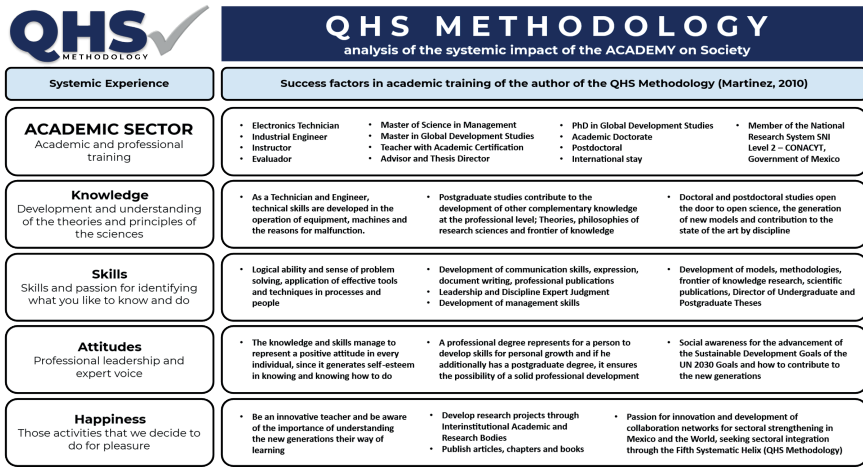 QHS
METHODOLOGY
QHS METHODOLOGY
analysis of the systemic impact of the ACADEMY on Society
Systemic Experience
Success factors in academic training of the author of the QHS Methodology (Martinez, 2010)
ACADEMIC SECTOR
Academic and professional
training
• Electronics Technician
• Industrial Engineer
• Instructor
• Evaluador
• Master of Science in Management
• Master in Global Development Studies
• Teacher with Academic Certification
• Advisor and Thesis Director
• PhD in Global Development Studies
• Academic Doctorate
• Postdoctoral
• International stay
• Member of the National
Research System SNI
Level 2 – CONACYT,
Government of Mexico
Knowledge
Development and understanding
of the theories and principles of
the sciences
• As a Technician and Engineer,
technical skills are developed in the
operation of equipment, machines and
the reasons for malfunction.
• Postgraduate studies contribute to the
development of other complementary knowledge
at the professional level; Theories, philosophies of
research sciences and frontier of knowledge
• Doctoral and postdoctoral studies open
the door to open science, the generation
of new models and contribution to the
state of the art by discipline
Skills
Skills and passion for identifying
what you like to know and do
• Logical ability and sense of problem
solving, application of effective tools
and techniques in processes and
people
• Development of communication skills, expression,
document writing, professional publications
• Leadership and Discipline Expert Judgment
• Development of management skills
• Development of models, methodologies,
frontier of knowledge research, scientific
publications, Director of Undergraduate and
Postgraduate Theses
Attitudes
Professional leadership and
expert voice
• The knowledge and skills manage to
represent a positive attitude in every
individual, since it generates self-esteem
in knowing and knowing how to do
• A professional degree represents for a person to
develop skills for personal growth and if he
additionally has a postgraduate degree, it ensures
the possibility of a solid professional development
• Social awareness for the advancement of
the Sustainable Development Goals of the
UN 2030 Goals and how to contribute to
the new generations
Happiness
Those activities that we decide to
do for pleasure
• Be an innovative teacher and be aware
of the importance of understanding
the new generations their way of
learning
• Develop research projects through
Interinstitutional Academic and
Research Bodies
• Publish articles, chapters and books
• Passion for innovation and development of
collaboration networks for sectoral strengthening in
Mexico and the World, seeking sectoral integration
through the Fifth Systematic Helix (QHS Methodology)